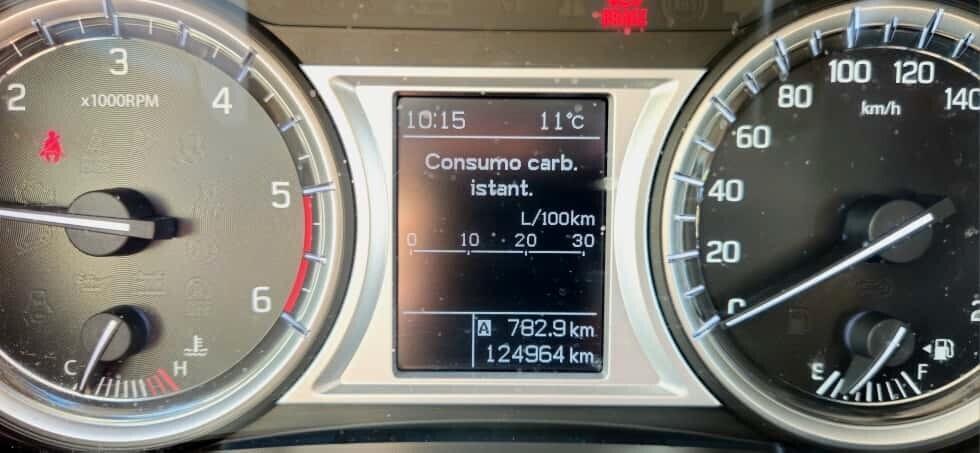 BRAKE
2 3 4 5 6
x1000RPM
C H
10:15 11°C
Consumo carb.
istant.
L/100km
0 10 20 30
A 782.9 km
124964 km
0 20 40 60 80 100 120 140
km/h
F